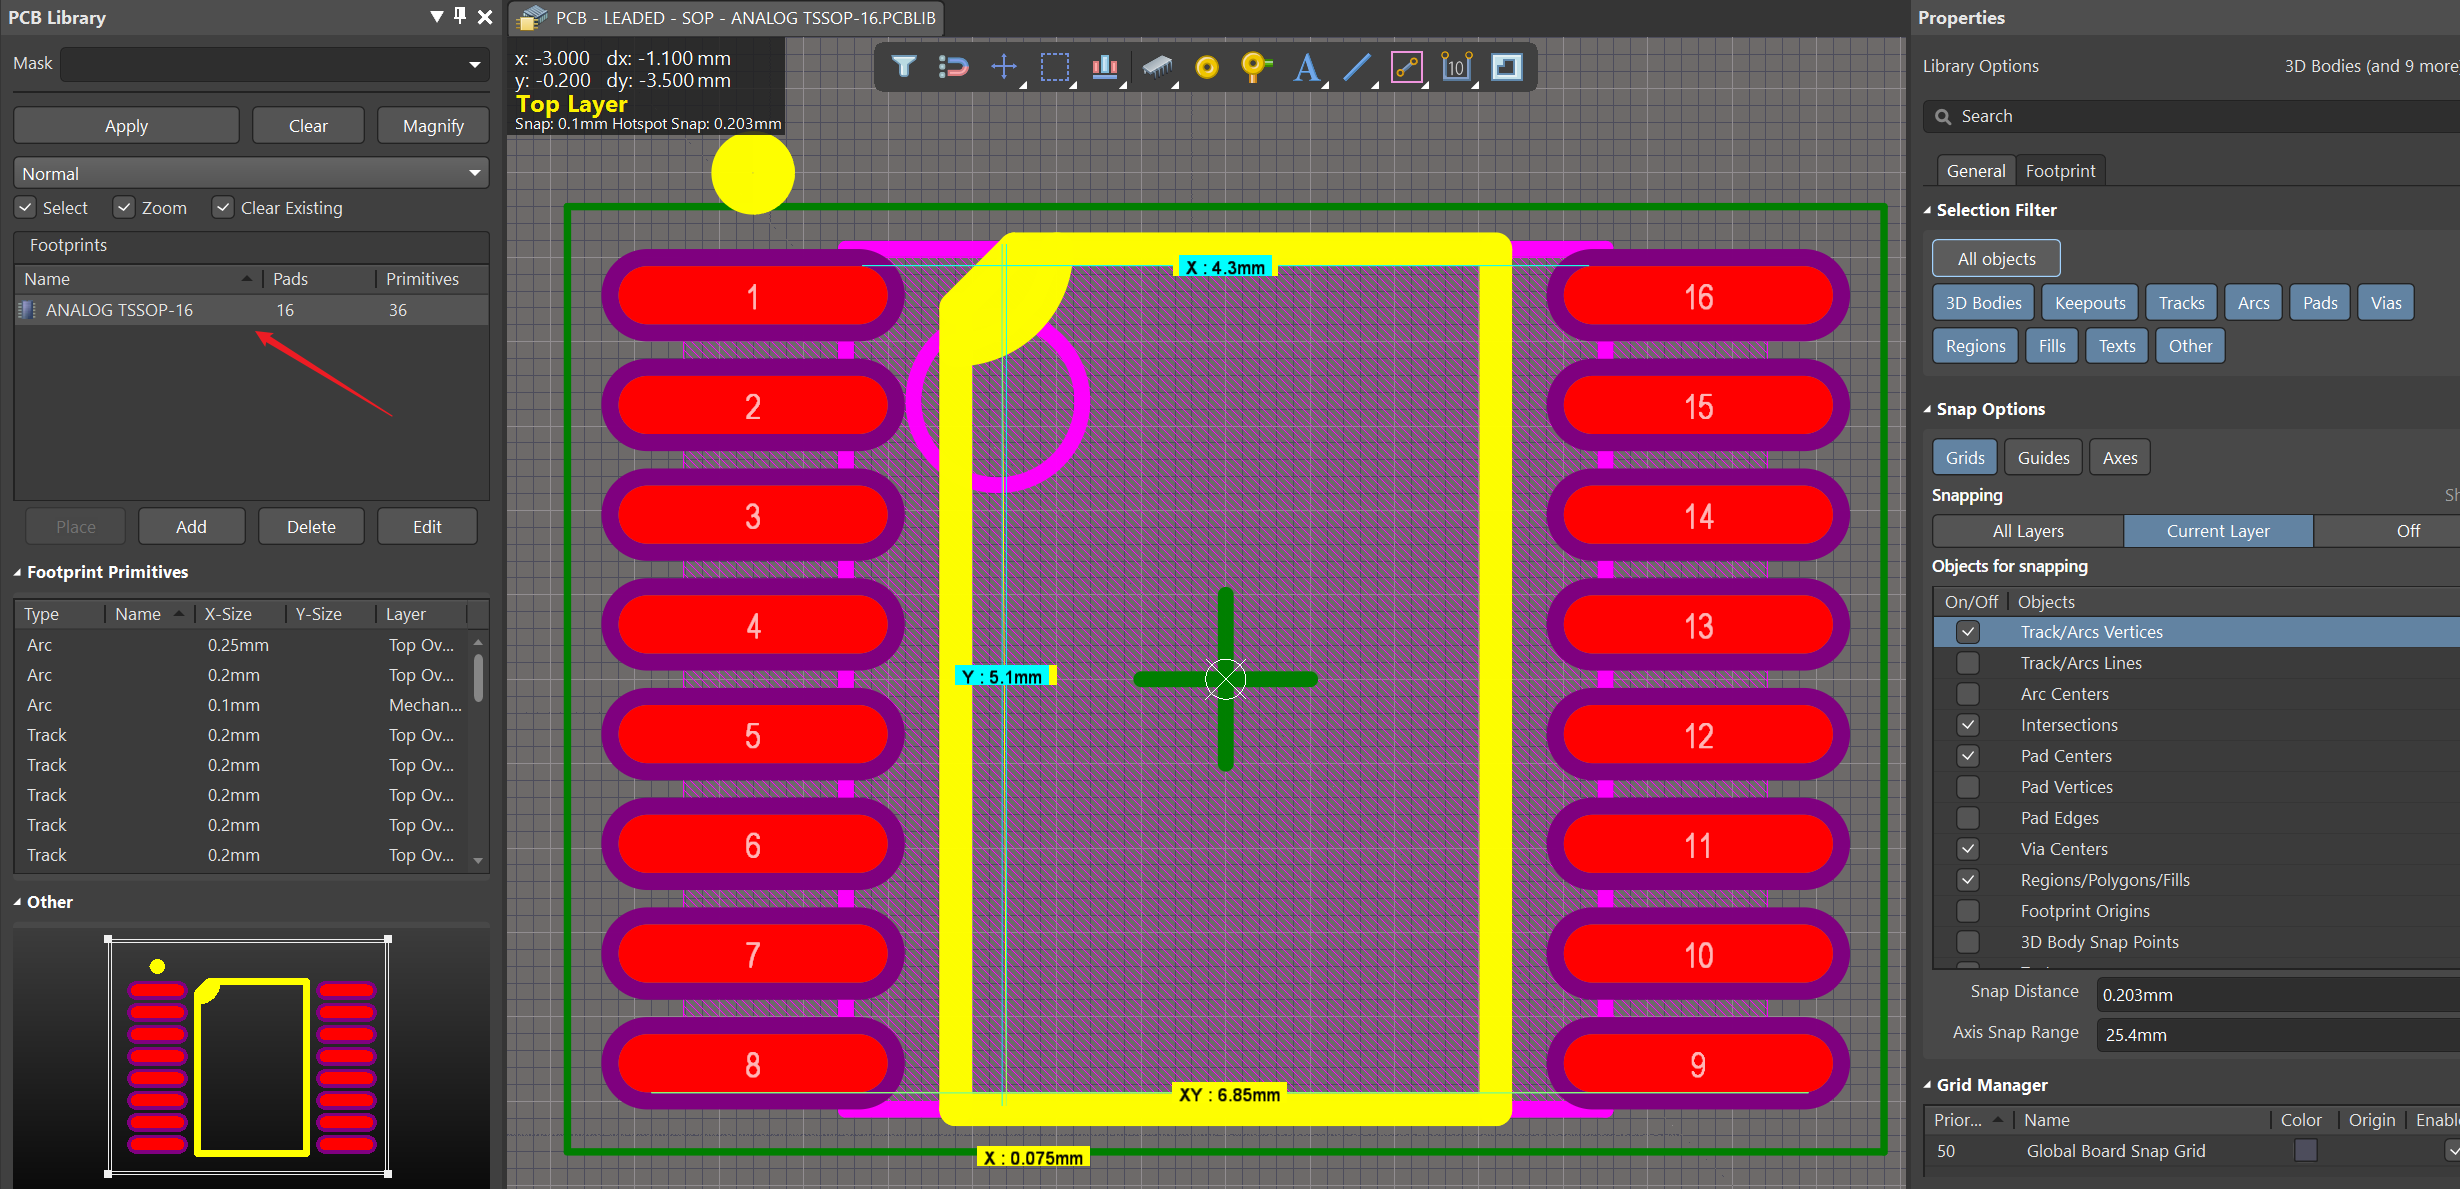 PCB Library
Mask
Apply
Clear
Magnify
Normal
Select
Zoom
Clear Existing
Footprints
Name
Pads
Primitives
ANALOG TSSOP-16
16
36
Place
Add
Delete
Edit
Footprint Primitives
Type
Name
X-Size
Y-Size
Layer
Arc 0.25mm Top Ov...
Arc 0.2mm Top Ov...
Arc 0.1mm Mechan...
Track 0.2mm Top Ov...
Track 0.2mm Top Ov...
Track 0.2mm Top Ov...
Track 0.2mm Top Ov...
Track 0.2mm Top Ov...
Other
PCB - LEADED - SOP - ANALOG TSSOP-16.PCBLIB
x: -3.000 dx: -1.100 mm
y: -0.200 dy: -3.500 mm
Top Layer
Snap: 0.1mm Hotspot Snap: 0.203mm
A
10
X : 4.3mm
1
16
2
15
3
14
4
13
Y : 5.1mm
5
12
6
11
7
10
8
9
XY : 6.85mm
X : 0.075mm
Properties
Library Options
3D Bodies (and 9 more
Search
General
Footprint
Selection Filter
All objects
3D Bodies
Keepouts
Tracks
Arcs
Pads
Vias
Regions
Fills
Texts
Other
Snap Options
Grids
Guides
Axes
Snapping
Sh
All Layers
Current Layer
Off
Objects for snapping
On/Off
Objects
Track/Arcs Vertices
Track/Arcs Lines
Arc Centers
Intersections
Pad Centers
Pad Vertices
Pad Edges
Via Centers
Regions/Polygons/Fills
Footprint Origins
3D Body Snap Points
Snap Distance
0.203mm
Axis Snap Range
25.4mm
Grid Manager
Prior...
Name
Color
Origin
Enable
50
Global Board Snap Grid